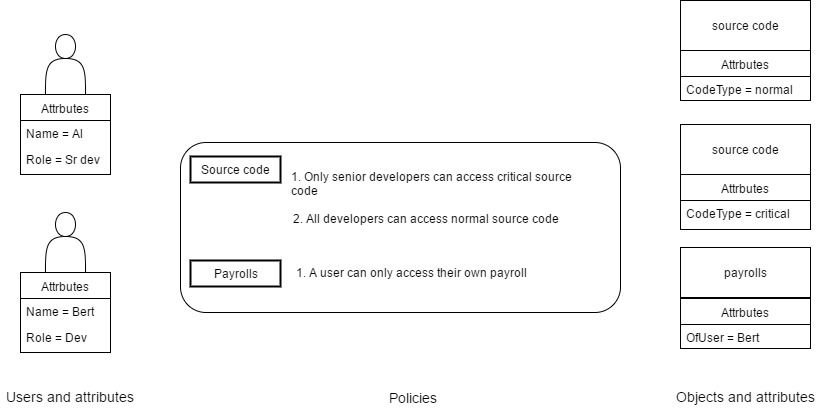 Attrbutes
Name = Al
Role = Sr dev
Attrbutes
Name = Bert
Role = Dev
Users and attributes
Source code
1. Only senior developers can access critical source
code
2. All developers can access normal source code
Payrolls
1. A user can only access their own payroll
Policies
source code
Attrbutes
CodeType = normal
source code
Attrbutes
CodeType = critical
payrolls
Attrbutes
OfUser = Bert
Objects and attributes